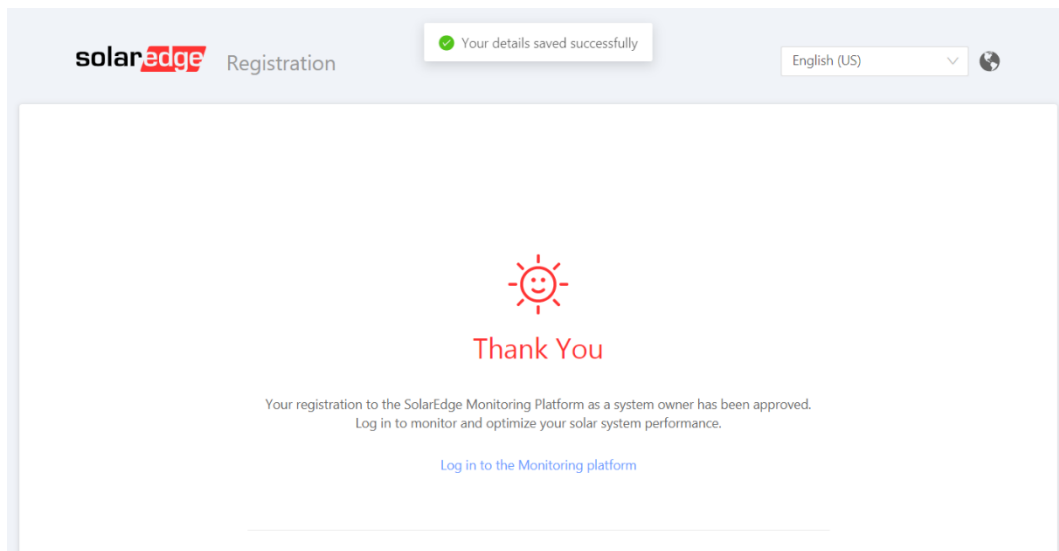 Your details saved successfully
solaredge Registration
English (US)
Thank You
Your registration to the SolarEdge Monitoring Platform as a system owner has been approved.
Log in to monitor and optimize your solar system performance.
Log in to the Monitoring platform